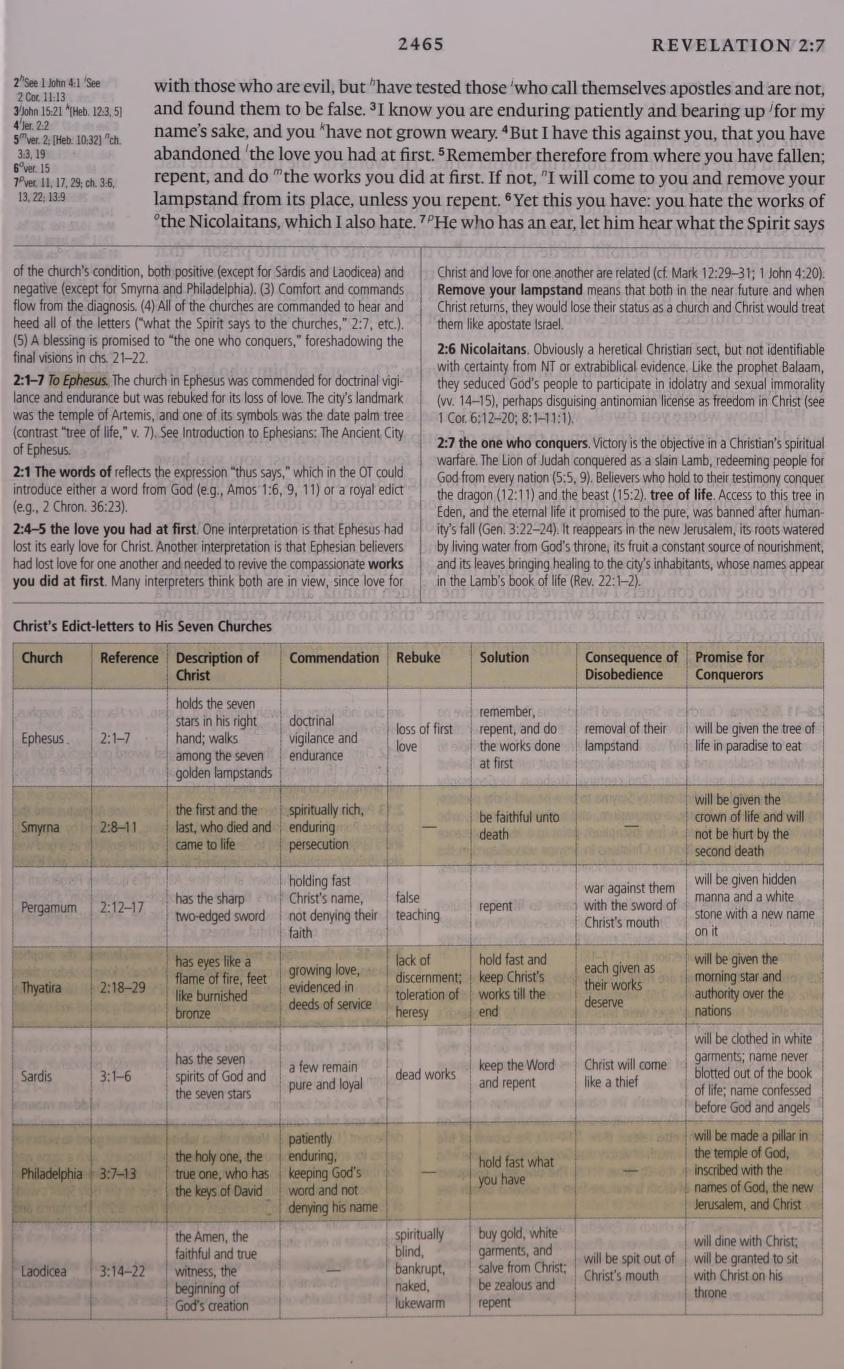 2465
REVELATION 2:7
2ʰSee 1 John 4:1 ⁱSee
2 Cor. 11:13
3ʲJohn 15:21 ᵏ[Heb. 12:3, 5]
4ˡJer. 2:2
5ᵐver. 2; [Heb. 10:32] ⁿch.
3:3, 19
6ᵒver. 15
7ᵖver. 11, 17, 29; ch. 3:6,
13, 22; 13:9
with those who are evil, but ʰhave tested those ⁱwho call themselves apostles and are not,
and found them to be false. ³I know you are enduring patiently and bearing up ʲfor my
name's sake, and you ᵏhave not grown weary. ⁴But I have this against you, that you have
abandoned ˡthe love you had at first. ⁵Remember therefore from where you have fallen;
repent, and do ᵐthe works you did at first. If not, ⁿI will come to you and remove your
lampstand from its place, unless you repent. ⁶Yet this you have: you hate the works of
ᵒthe Nicolaitans, which I also hate. ⁷ᵖHe who has an ear, let him hear what the Spirit says
of the church's condition, both positive (except for Sardis and Laodicea) and
negative (except for Smyrna and Philadelphia). (3) Comfort and commands
flow from the diagnosis. (4) All of the churches are commanded to hear and
heed all of the letters ("what the Spirit says to the churches," 2:7, etc.).
(5) A blessing is promised to "the one who conquers," foreshadowing the
final visions in chs. 21–22.
2:1–7 To Ephesus. The church in Ephesus was commended for doctrinal vigi-
lance and endurance but was rebuked for its loss of love. The city's landmark
was the temple of Artemis, and one of its symbols was the date palm tree
(contrast "tree of life," v. 7). See Introduction to Ephesians: The Ancient City
of Ephesus.
2:1 The words of reflects the expression "thus says," which in the OT could
introduce either a word from God (e.g., Amos 1:6, 9, 11) or a royal edict
(e.g., 2 Chron. 36:23).
2:4–5 the love you had at first. One interpretation is that Ephesus had
lost its early love for Christ. Another interpretation is that Ephesian believers
had lost love for one another and needed to revive the compassionate works
you did at first. Many interpreters think both are in view, since love for
Christ and love for one another are related (cf. Mark 12:29–31; 1 John 4:20).
Remove your lampstand means that both in the near future and when
Christ returns, they would lose their status as a church and Christ would treat
them like apostate Israel.
2:6 Nicolaitans. Obviously a heretical Christian sect, but not identifiable
with certainty from NT or extrabiblical evidence. Like the prophet Balaam,
they seduced God's people to participate in idolatry and sexual immorality
(vv. 14–15), perhaps disguising antinomian license as freedom in Christ (see
1 Cor. 6:12–20; 8:1–11:1).
2:7 the one who conquers. Victory is the objective in a Christian's spiritual
warfare. The Lion of Judah conquered as a slain Lamb, redeeming people for
God from every nation (5:5, 9). Believers who hold to their testimony conquer
the dragon (12:11) and the beast (15:2). tree of life. Access to this tree in
Eden, and the eternal life it promised to the pure, was banned after human-
ity's fall (Gen. 3:22–24). It reappears in the new Jerusalem, its roots watered
by living water from God's throne, its fruit a constant source of nourishment,
and its leaves bringing healing to the city's inhabitants, whose names appear
in the Lamb's book of life (Rev. 22:1–2).
Christ's Edict-letters to His Seven Churches
Church
Reference
Description of
Christ
Commendation
Rebuke
Solution
Consequence of
Disobedience
Promise for
Conquerors
Ephesus
2:1–7
holds the seven
stars in his right
hand; walks
among the seven
golden lampstands
doctrinal
vigilance and
endurance
loss of first
love
remember,
repent, and do
the works done
at first
removal of their
lampstand
will be given the tree of
life in paradise to eat
Smyrna
2:8–11
the first and the
last, who died and
came to life
spiritually rich,
enduring
persecution
—
be faithful unto
death
—
will be given the
crown of life and will
not be hurt by the
second death
Pergamum
2:12–17
has the sharp
two-edged sword
holding fast
Christ's name,
not denying their
faith
false
teaching
repent
war against them
with the sword of
Christ's mouth
will be given hidden
manna and a white
stone with a new name
on it
Thyatira
2:18–29
has eyes like a
flame of fire, feet
like burnished
bronze
growing love,
evidenced in
deeds of service
lack of
discernment;
toleration of
heresy
hold fast and
keep Christ's
works till the
end
each given as
their works
deserve
will be given the
morning star and
authority over the
nations
Sardis
3:1–6
has the seven
spirits of God and
the seven stars
a few remain
pure and loyal
dead works
keep the Word
and repent
Christ will come
like a thief
will be clothed in white
garments; name never
blotted out of the book
of life; name confessed
before God and angels
Philadelphia
3:7–13
the holy one, the
true one, who has
the keys of David
patiently
enduring,
keeping God's
word and not
denying his name
—
hold fast what
you have
—
will be made a pillar in
the temple of God,
inscribed with the
names of God, the new
Jerusalem, and Christ
Laodicea
3:14–22
the Amen, the
faithful and true
witness, the
beginning of
God's creation
—
spiritually
blind,
bankrupt,
naked,
lukewarm
buy gold, white
garments, and
salve from Christ;
be zealous and
repent
will be spit out of
Christ's mouth
will dine with Christ;
will be granted to sit
with Christ on his
throne